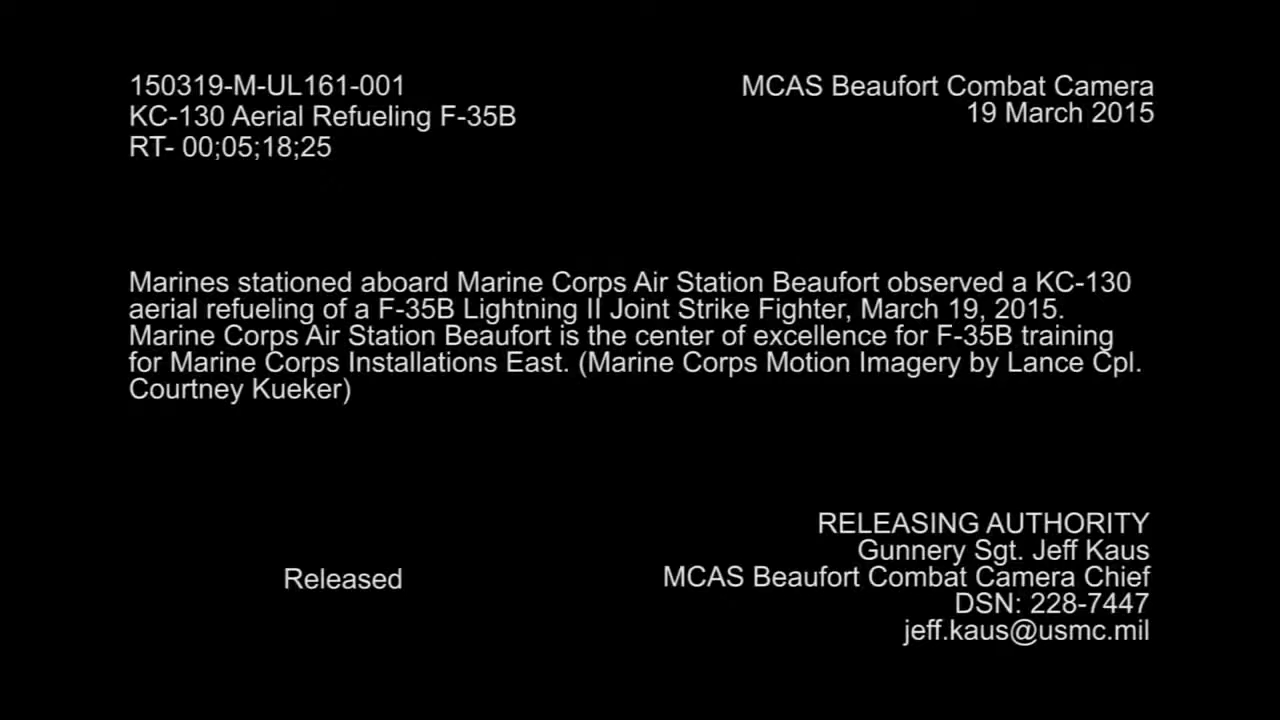 150319-M-UL161-001
KC-130 Aerial Refueling F-35B
RT- 00;05;18;25
MCAS Beaufort Combat Camera
19 March 2015
Marines stationed aboard Marine Corps Air Station Beaufort observed a KC-130
aerial refueling of a F-35B Lightning II Joint Strike Fighter, March 19, 2015.
Marine Corps Air Station Beaufort is the center of excellence for F-35B training
for Marine Corps Installations East. (Marine Corps Motion Imagery by Lance Cpl.
Courtney Kueker)
Released
RELEASING AUTHORITY
Gunnery Sgt. Jeff Kaus
MCAS Beaufort Combat Camera Chief
DSN: 228-7447
jeff.kaus@usmc.mil